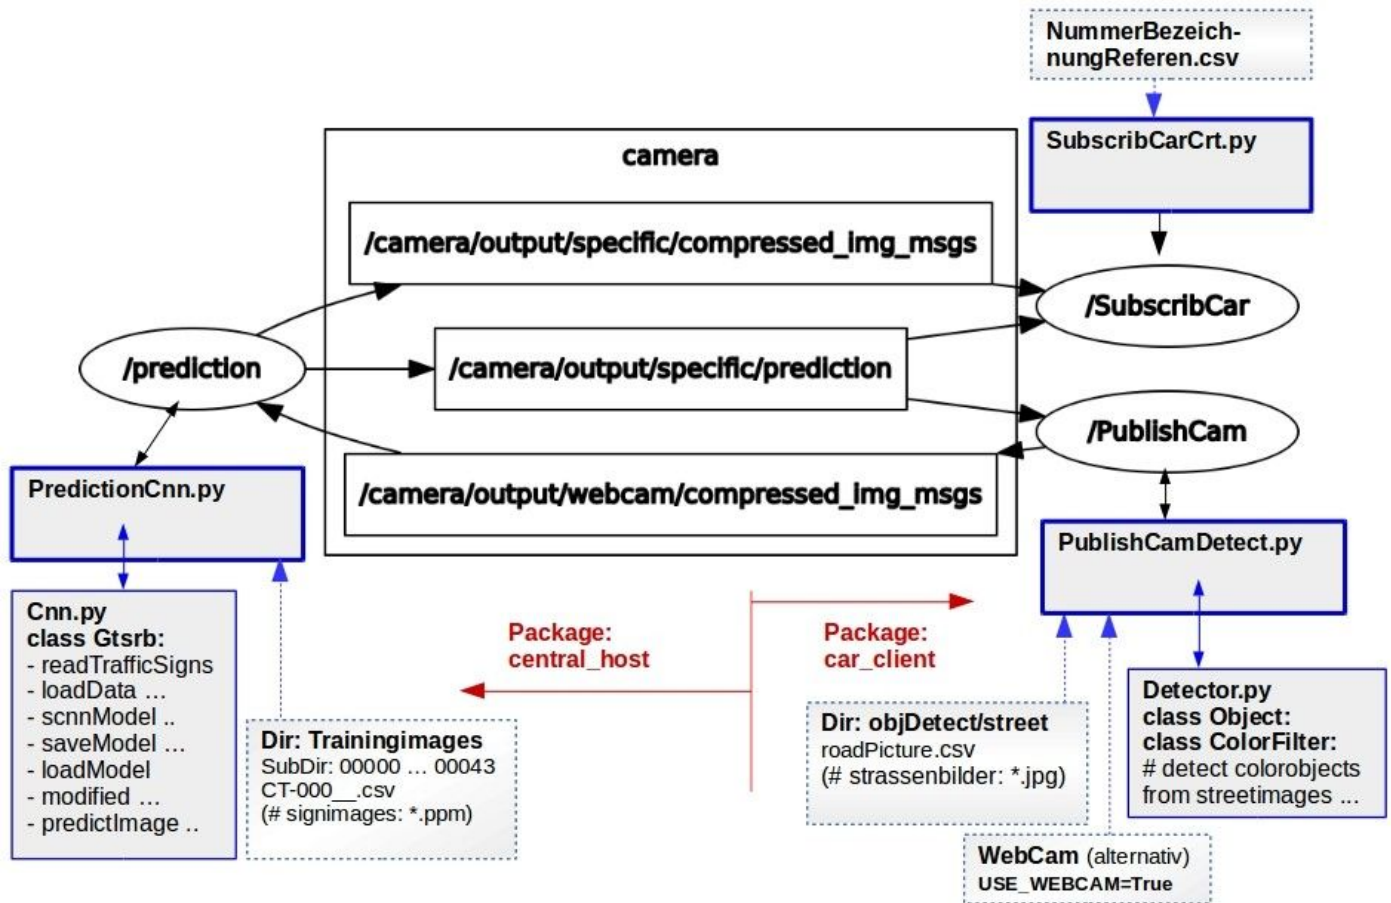 NummerBezeich-
nungReferen.csv
SubscribCarCrt.py
camera
/camera/output/specific/compressed_img_msgs
/SubscribCar
/prediction
/camera/output/specific/prediction
/PublishCam
/camera/output/webcam/compressed_img_msgs
PredictionCnn.py
PublishCamDetect.py
Cnn.py
class Gtsrb:
- readTrafficSigns
- loadData ...
- scnnModel ..
- saveModel ...
- loadModel
- modified ...
- predictImage ..
Package:
central_host
Package:
car_client
Dir: Trainingimages
SubDir: 00000 ... 00043
CT-000__.csv
(# signimages: *.ppm)
Dir: objDetect/street
roadPicture.csv
(# strassenbilder: *.jpg)
Detector.py
class Object:
class ColorFilter:
# detect colorobjects
from streetimages ...
WebCam (alternativ)
USE_WEBCAM=True